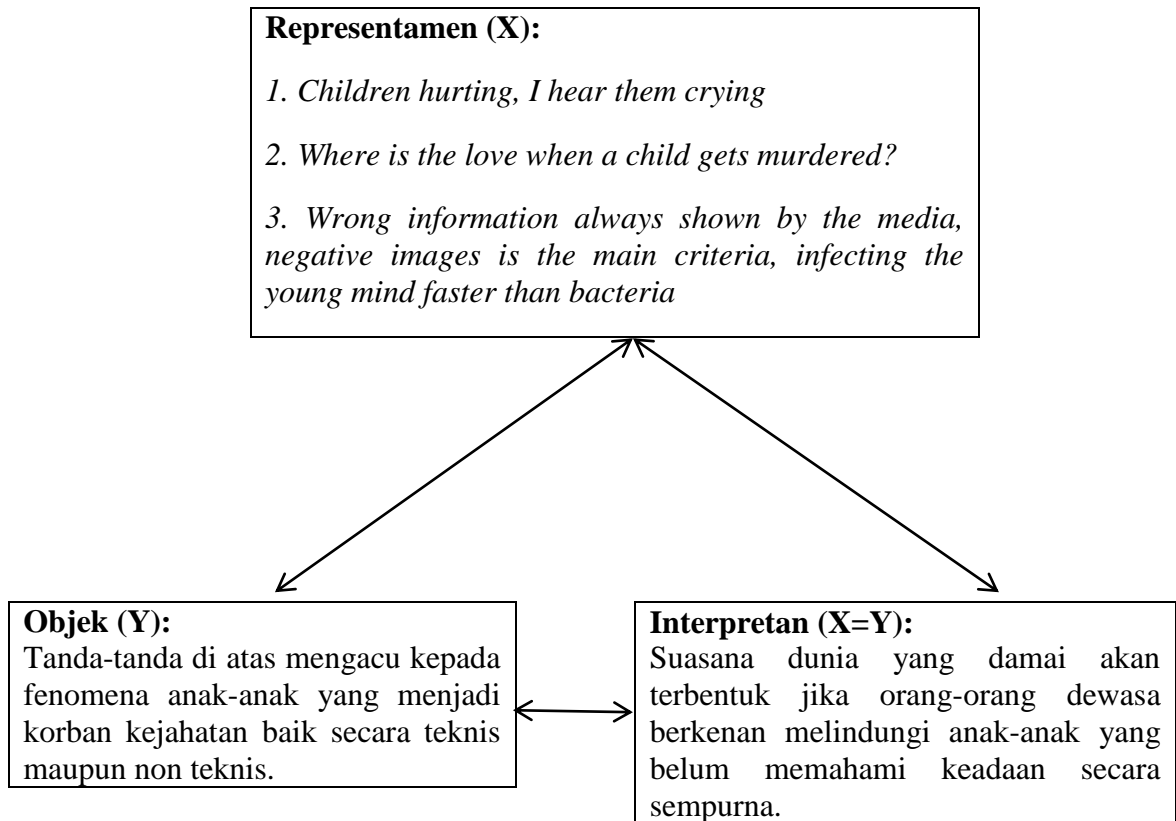 Representamen (X):
1. Children hurting, I hear them crying
2. Where is the love when a child gets murdered?
3. Wrong information always shown by the media,
negative images is the main criteria, infecting the
young mind faster than bacteria
Objek (Y):
Tanda-tanda di atas mengacu kepada
fenomena anak-anak yang menjadi
korban kejahatan baik secara teknis
maupun non teknis.
Interpretan (X=Y):
Suasana dunia yang damai akan
terbentuk jika orang-orang dewasa
berkenan melindungi anak-anak yang
belum memahami keadaan secara
sempurna.